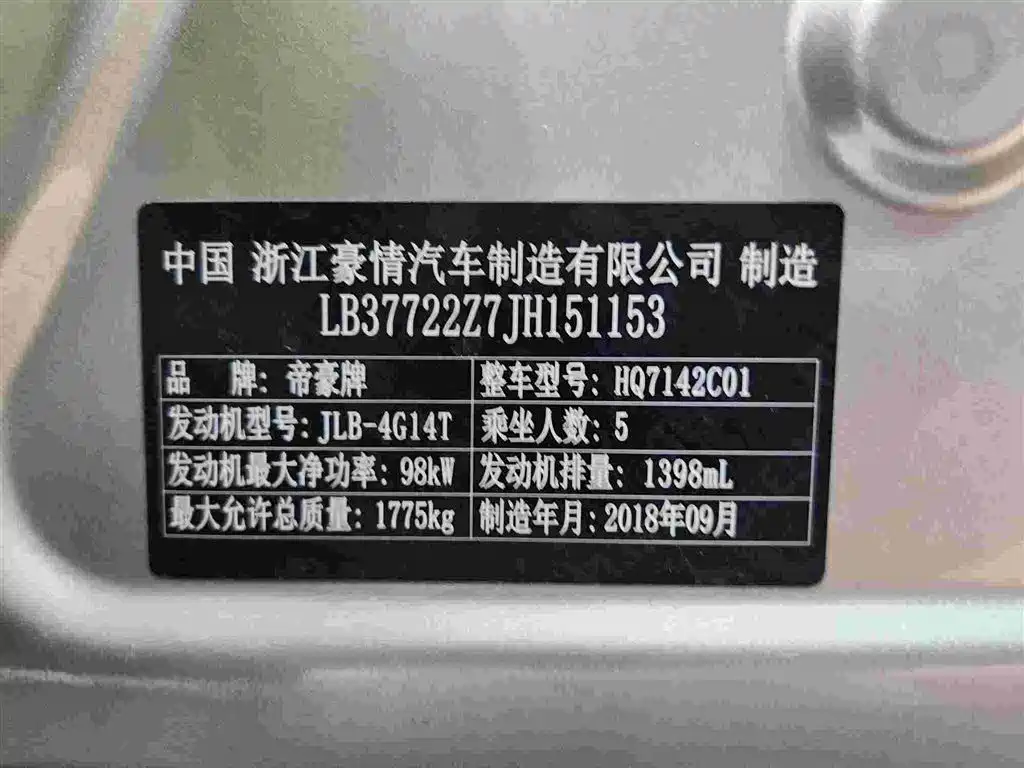 中国 浙江豪情汽车制造有限公司 制造
LB37722Z7JH151153
品 牌: 帝豪牌 整车型号: HQ7142C01
发动机型号: JLB-4G14T 乘坐人数: 5
发动机最大净功率: 98kW 发动机排量: 1398mL
最大允许总质量: 1775kg 制造年月: 2018年09月